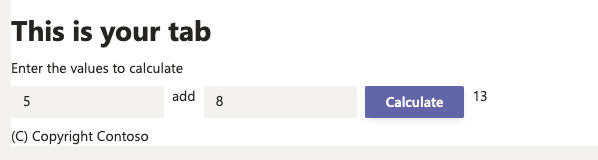 This is your tab
Enter the values to calculate
5 add 8 Calculate 13
(C) Copyright Contoso